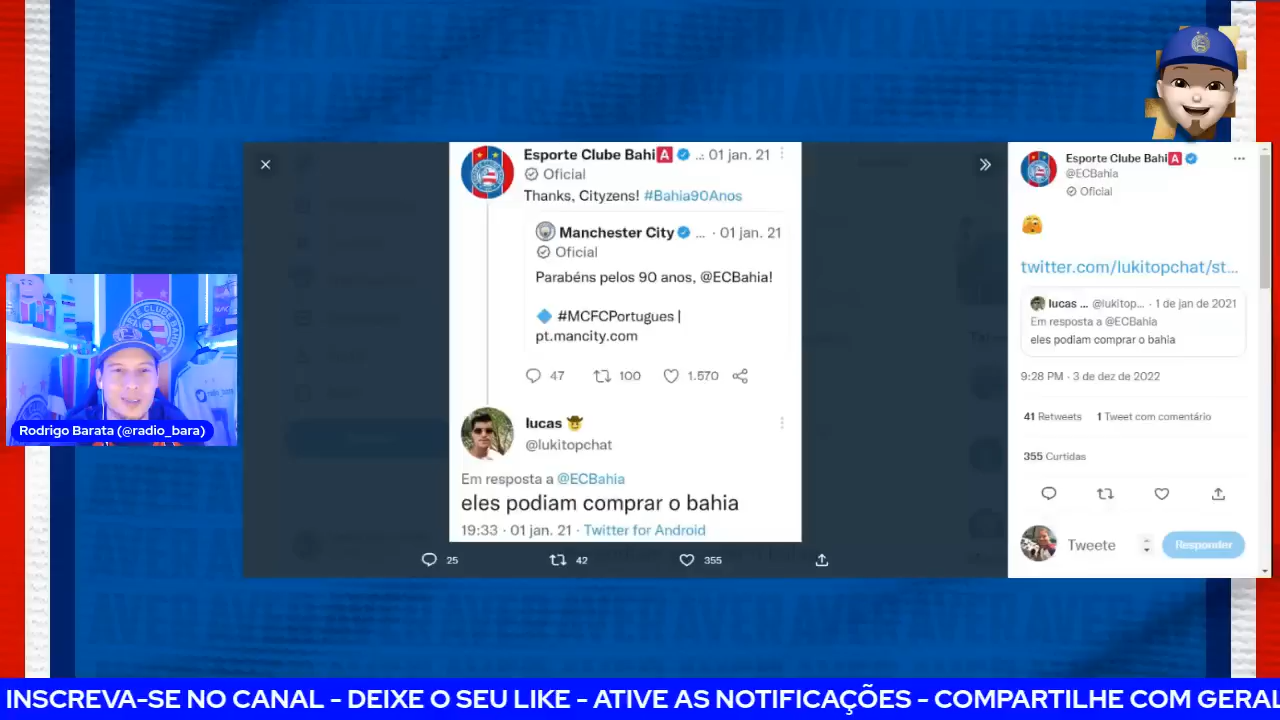 Esporte Clube Bahi🅰 ..: 01 jan. 21
Oficial
Thanks, Cityzens! #Bahia90Anos
Manchester City ... · 01 jan. 21
Oficial
Parabéns pelos 90 anos, @ECBahia!
🔷 #MCFCPortugues |
pt.mancity.com
47 100 1.570
lucas 🤠
@lukitopchat
Em resposta a @ECBahia
eles podiam comprar o bahia
19:33 · 01 jan. 21 · Twitter for Android
25 42 355
Esporte Clube Bahi🅰
@ECBahia
Oficial
twitter.com/lukitopchat/st...
lucas ... @lukitop... · 1 de jan de 2021
Em resposta a @ECBahia
eles podiam comprar o bahia
9:28 PM · 3 de dez de 2022
41 Retweets 1 Tweet com comentário
355 Curtidas
Tweete Responder
Rodrigo Barata (@radio_bara)
INSCREVA-SE NO CANAL - DEIXE O SEU LIKE - ATIVE AS NOTIFICAÇÕES - COMPARTILHE COM GERAL